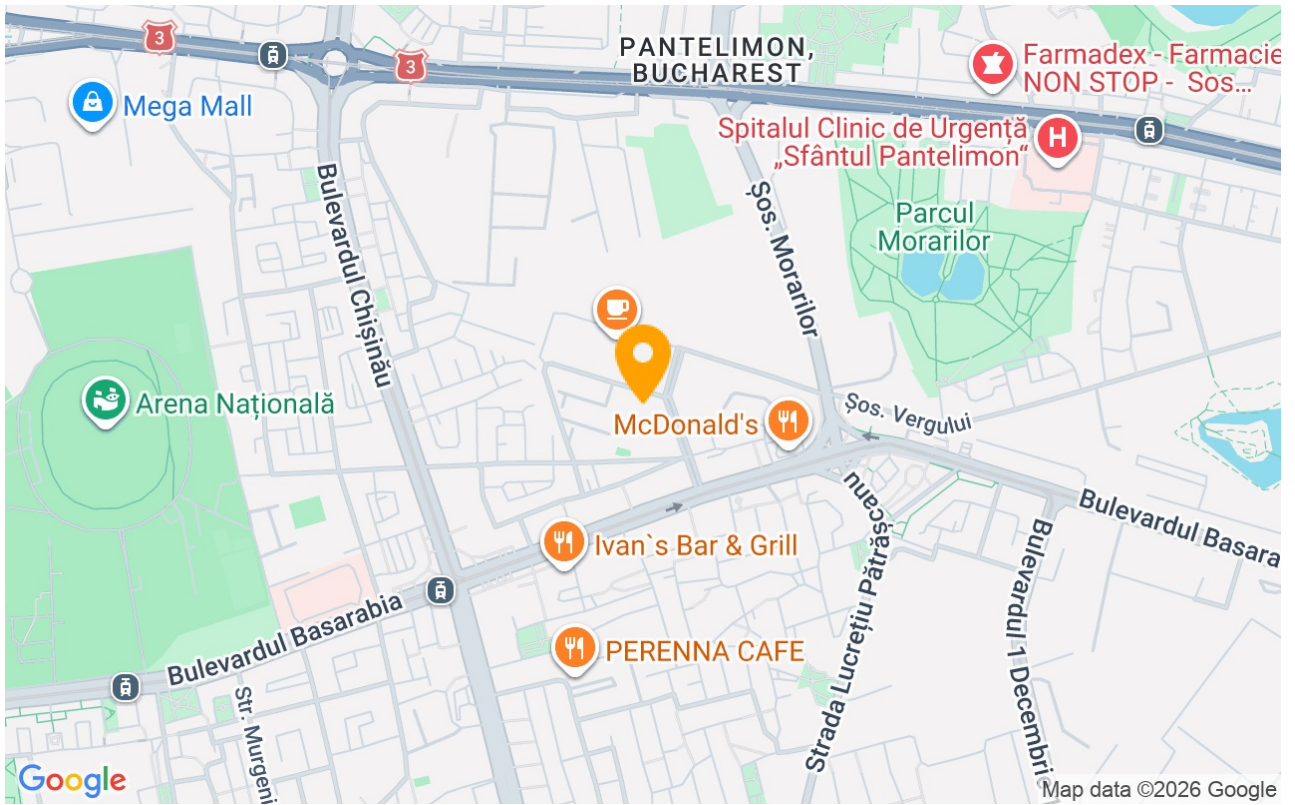 3
3
PANTELIMON,
BUCHAREST
Farmadex - Farmacie
NON STOP - Sos...
Mega Mall
Spitalul Clinic de Urgență
„Sfântul Pantelimon“
H
Bulevardul Chișinău
Șos. Morarilor
Parcul
Morarilor
Arena Națională
McDonald's
Șos. Vergului
Bulevardul Basara
Ivan`s Bar & Grill
Strada Lucrețiu Pătrășcanu
Bulevardul 1 Decembri
Bulevardul Basarabia
PERENNA CAFE
Str. Murgeni
Google
Map data ©2026 Google